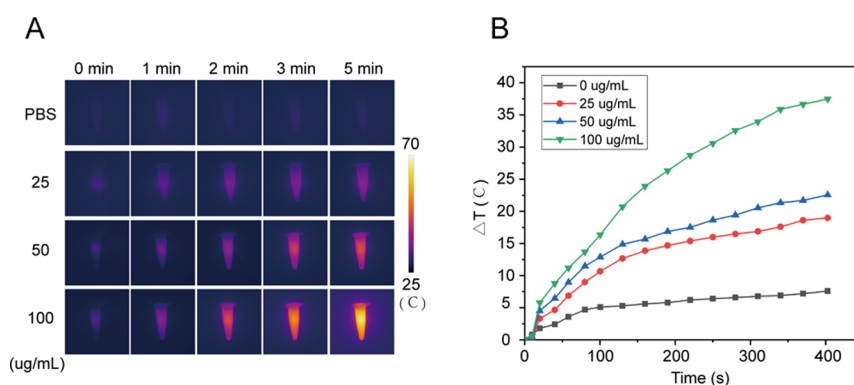 A
0 min 1 min 2 min 3 min 5 min
PBS
25
50
100
(ug/mL)
70
25
(℃)
B
△T (℃)
40
35
30
25
20
15
10
5
0
0 ug/mL
25 ug/mL
50 ug/mL
100 ug/mL
0 100 200 300 400
Time (s)